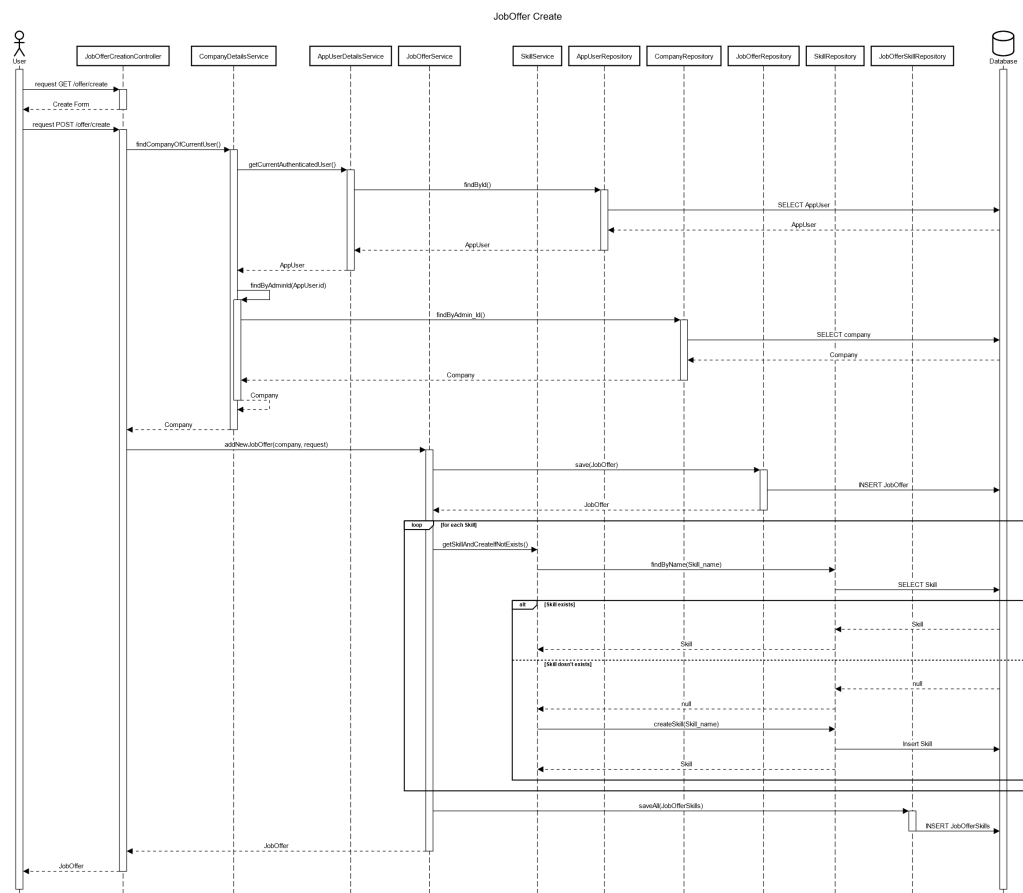 JobOffer Create
User
JobOfferCreationController
CompanyDetailsService
AppUserDetailsService
JobOfferService
SkillService
AppUserRepository
CompanyRepository
JobOfferRepository
SkillRepository
JobOfferSkillRepository
Database
request GET /offer/create
Create Form
request POST /offer/create
findCompanyOfCurrentUser()
getCurrentAuthenticatedUser()
findById()
SELECT AppUser
AppUser
AppUser
AppUser
findByAdminId(AppUser.id)
findByAdmin_Id()
SELECT company
Company
Company
Company
Company
addNewJobOffer(company, request)
save(JobOffer)
INSERT JobOffer
JobOffer
loop [for each Skill]
getSkillAndCreateIfNotExists()
findByName(Skill_name)
SELECT Skill
alt [Skill exists]
Skill
Skill
[Skill dosn't exists]
null
null
createSkill(Skill_name)
Insert Skill
Skill
saveAll(JobOfferSkills)
INSERT JobOfferSkills
JobOffer
JobOffer